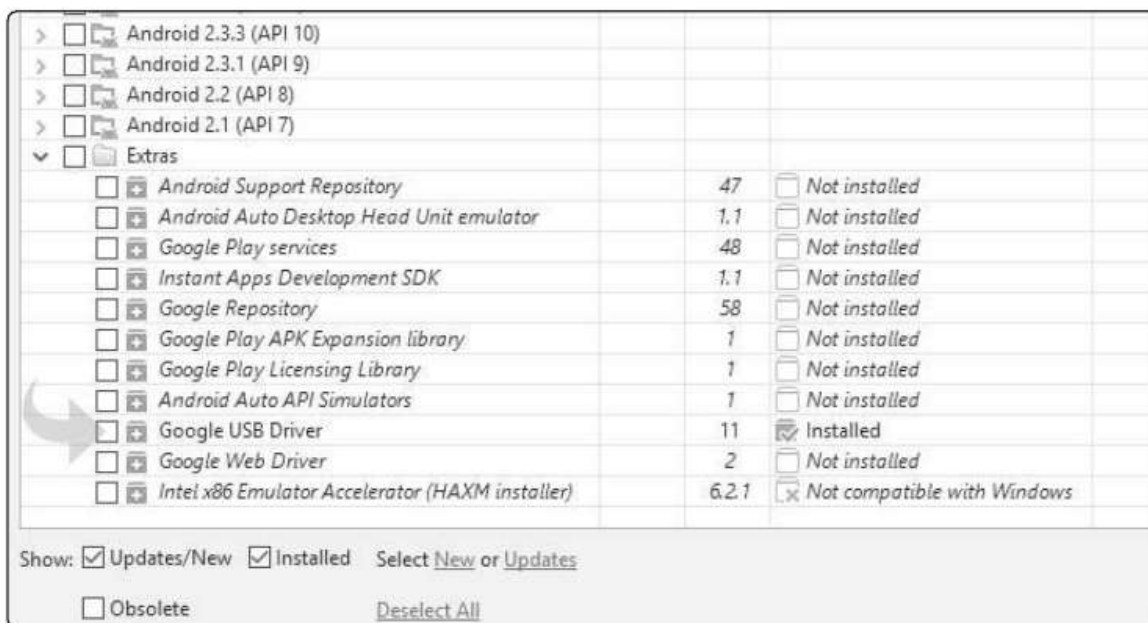 Android 2.3.3 (API 10)
Android 2.3.1 (API 9)
Android 2.2 (API 8)
Android 2.1 (API 7)
Extras
Android Support Repository 47 Not installed
Android Auto Desktop Head Unit emulator 1.1 Not installed
Google Play services 48 Not installed
Instant Apps Development SDK 1.1 Not installed
Google Repository 58 Not installed
Google Play APK Expansion library 1 Not installed
Google Play Licensing Library 1 Not installed
Android Auto API Simulators 1 Not installed
Google USB Driver 11 Installed
Google Web Driver 2 Not installed
Intel x86 Emulator Accelerator (HAXM installer) 6.2.1 Not compatible with Windows
Show: Updates/New Installed Select New or Updates
Obsolete Deselect All